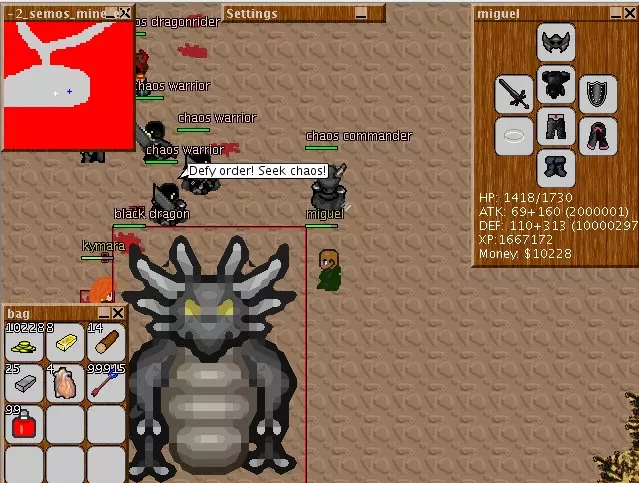 -2_semos_mine_e
Settings
miguel
os dragonrider
chaos warrior
chaos warrior
chaos commander
chaos warrior
Defy order! Seek chaos!
black dragon
miguel
kymara
HP: 1418/1730
ATK: 69+160 (2000001)
DEF: 110+313 (10000297
XP:1667172
Money: $10228
bag
10228
8
14
25
4
99915
99